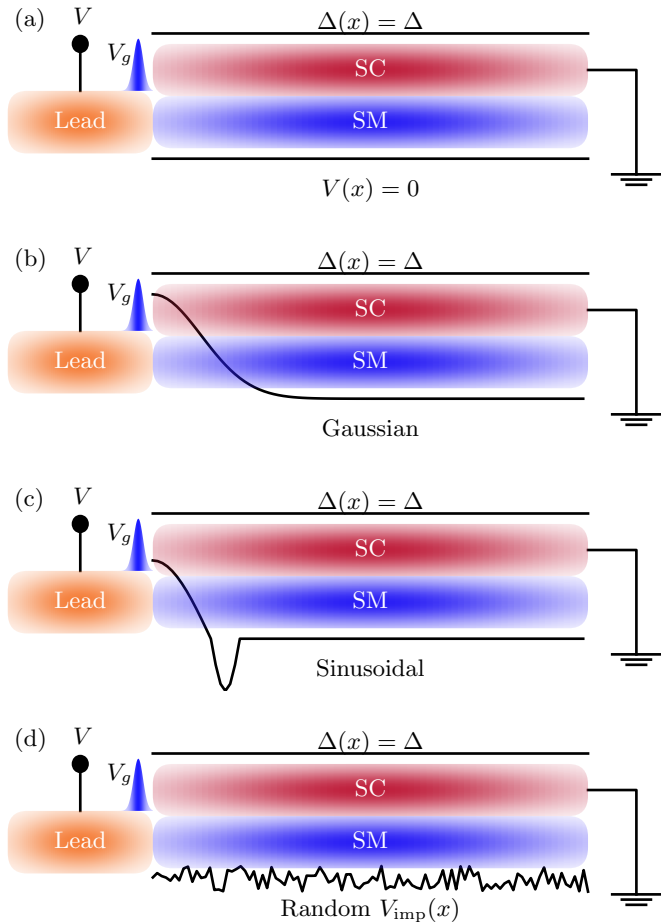 (a)
V
Δ(x) = Δ
V_g
SC
Lead
SM
V(x) = 0
(b)
V
Δ(x) = Δ
V_g
SC
Lead
SM
Gaussian
(c)
V
Δ(x) = Δ
V_g
SC
Lead
SM
Sinusoidal
(d)
V
Δ(x) = Δ
V_g
SC
Lead
SM
Random V_imp(x)